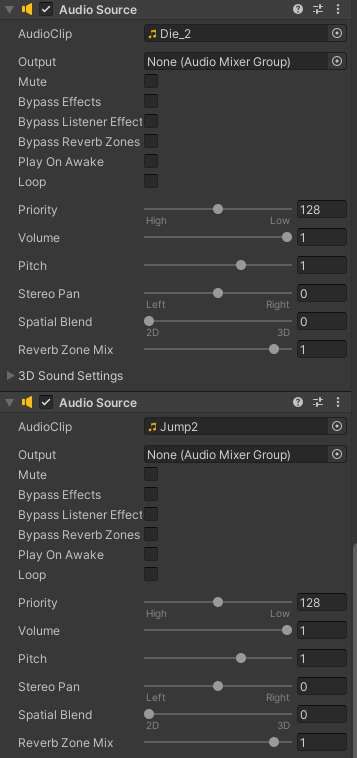 Audio Source
AudioClip Die_2
Output None (Audio Mixer Group)
Mute
Bypass Effects
Bypass Listener Effect
Bypass Reverb Zones
Play On Awake
Loop
Priority 128
High Low
Volume 1
Pitch 1
Stereo Pan 0
Left Right
Spatial Blend 0
2D 3D
Reverb Zone Mix 1
3D Sound Settings
Audio Source
AudioClip Jump2
Output None (Audio Mixer Group)
Mute
Bypass Effects
Bypass Listener Effect
Bypass Reverb Zones
Play On Awake
Loop
Priority 128
High Low
Volume 1
Pitch 1
Stereo Pan 0
Left Right
Spatial Blend 0
2D 3D
Reverb Zone Mix 1